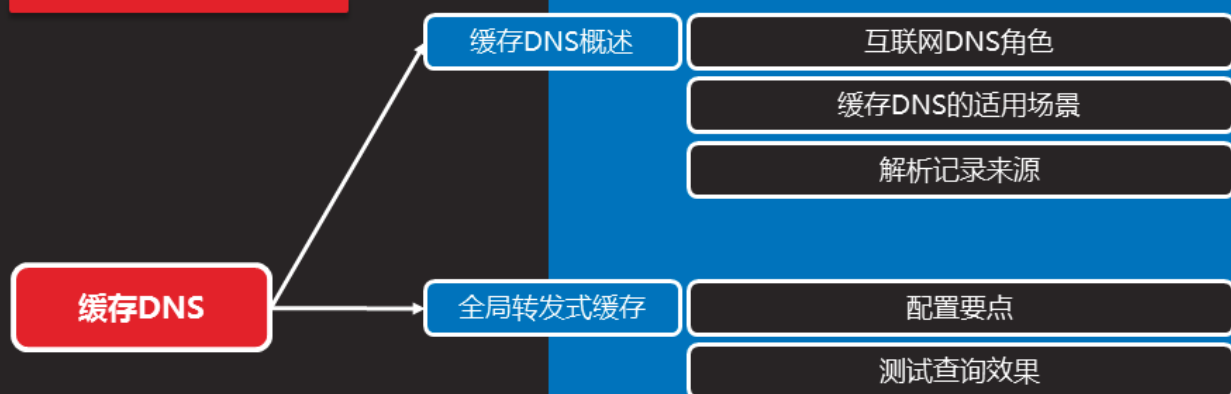 缓存DNS概述
互联网DNS角色
缓存DNS的适用场景
解析记录来源
缓存DNS
全局转发式缓存
配置要点
测试查询效果